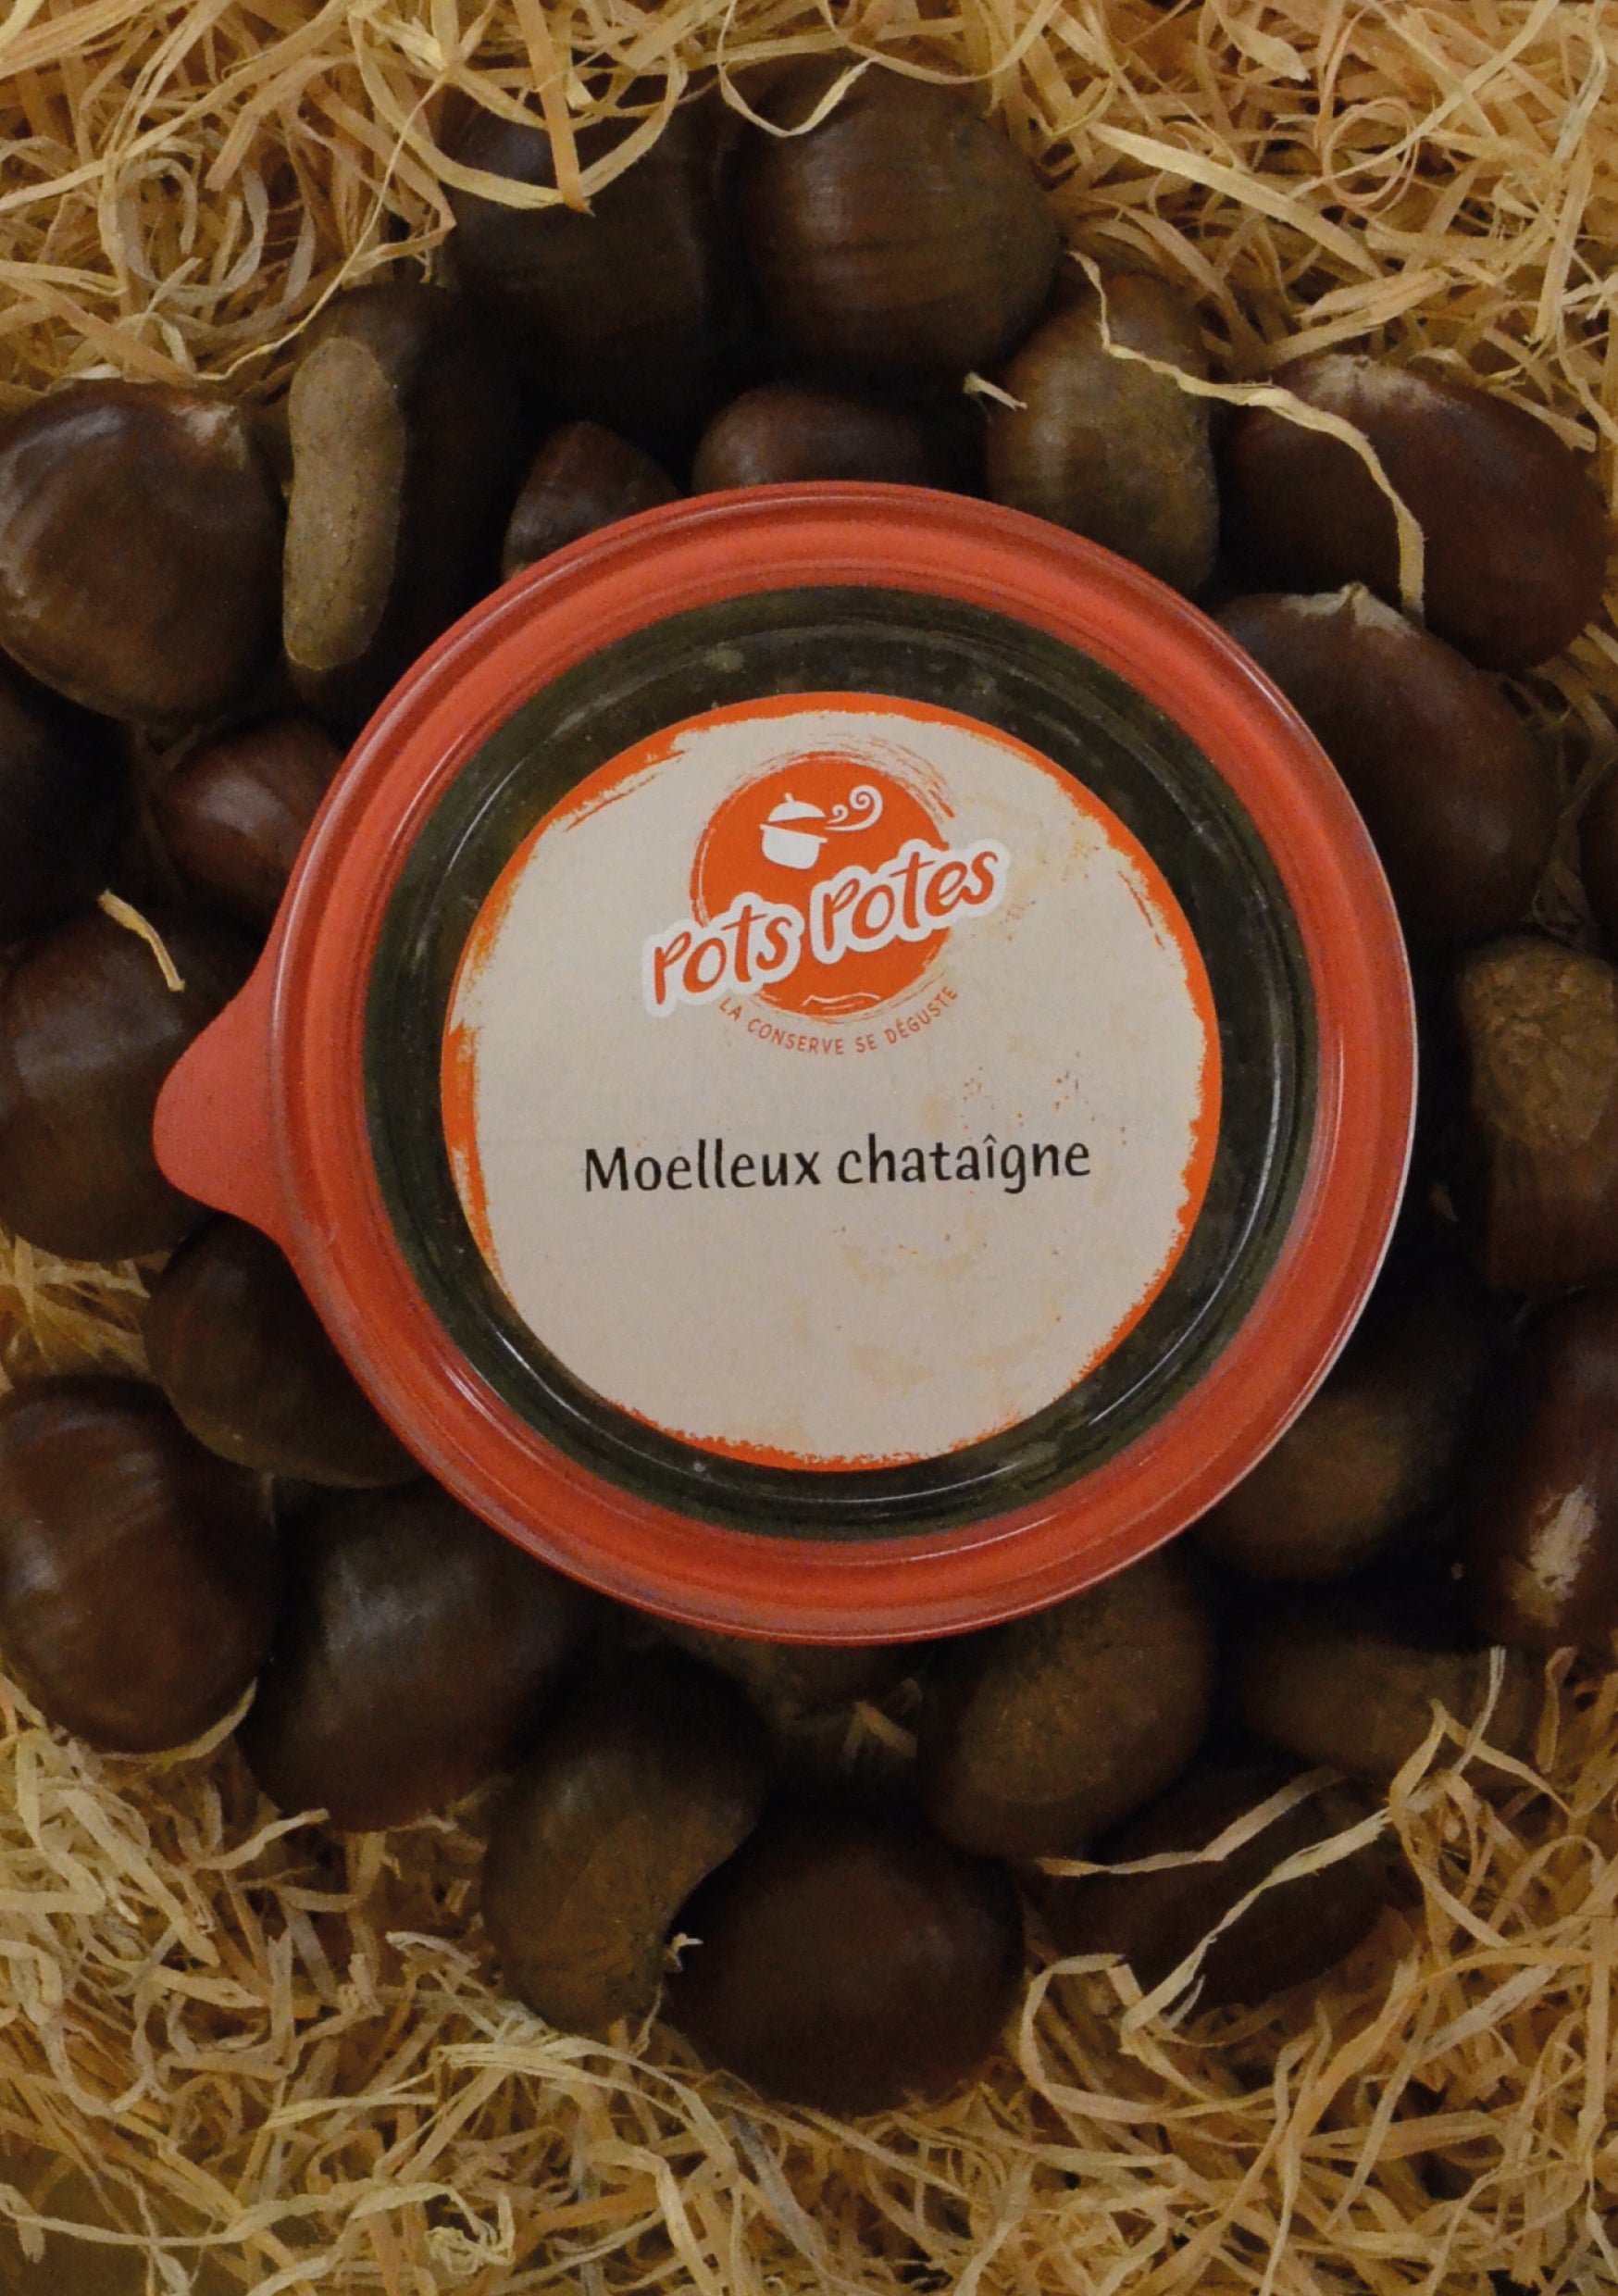 Pots Potes
LA CONSERVE SE DÉGUSTE
Moelleux chataîgne